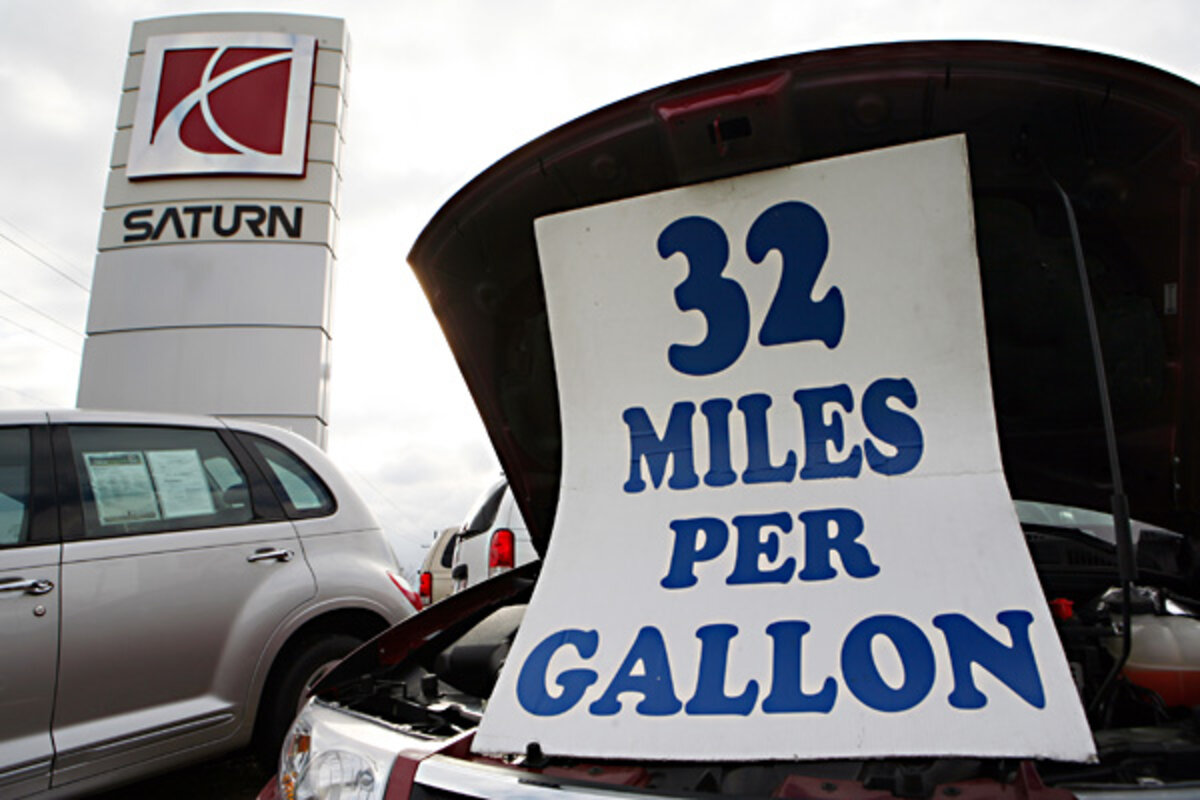 SATURN
32
MILES
PER
GALLON